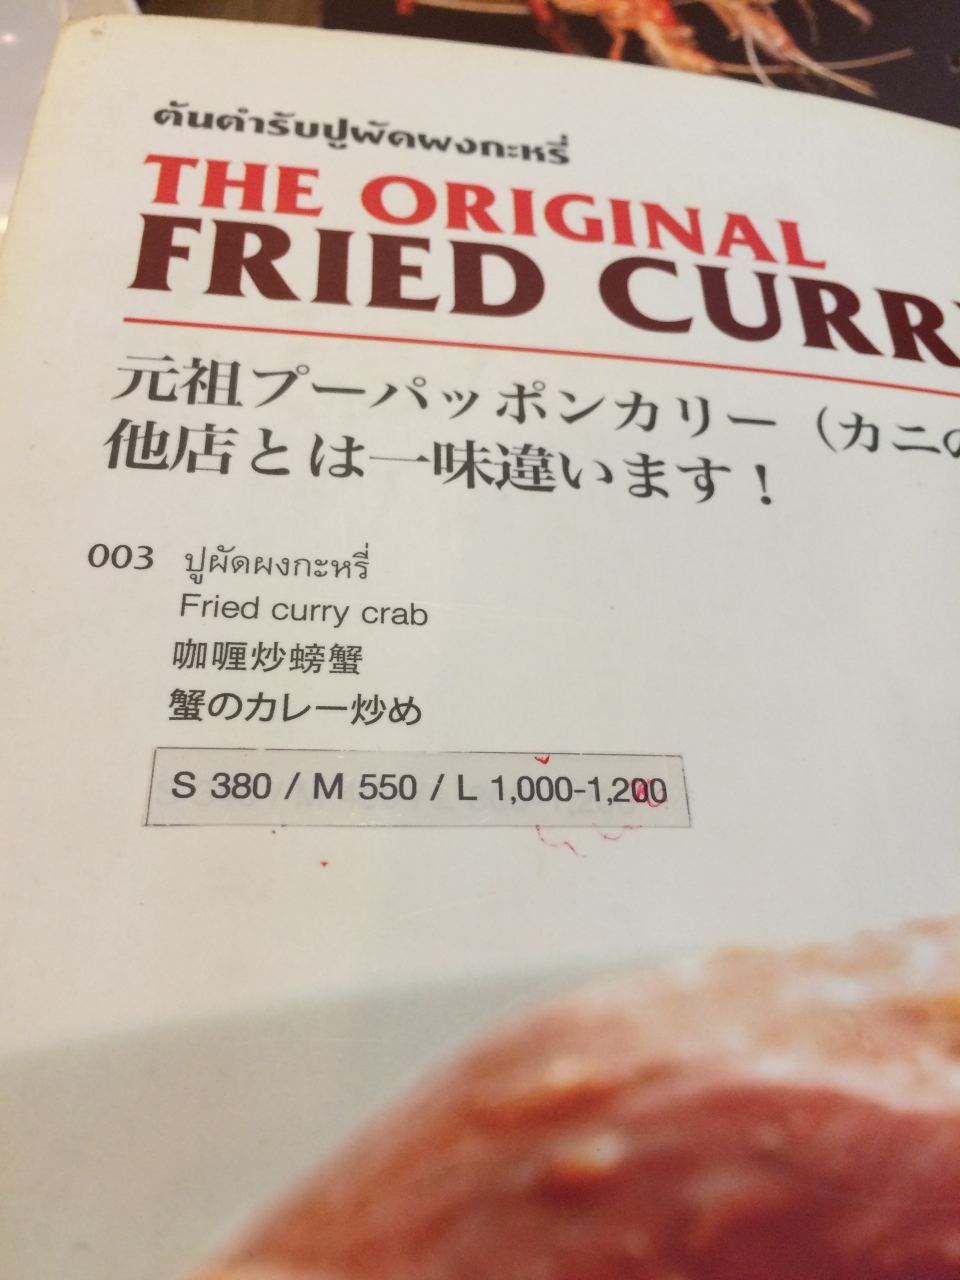 ต้นตำรับปูผัดผงกะหรี่
THE ORIGINAL
FRIED CURRY
元祖プーパッポンカリー（カニの
他店とは一味違います！
003 ปูผัดผงกะหรี่
Fried curry crab
咖喱炒螃蟹
蟹のカレー炒め
S 380 / M 550 / L 1,000-1,200